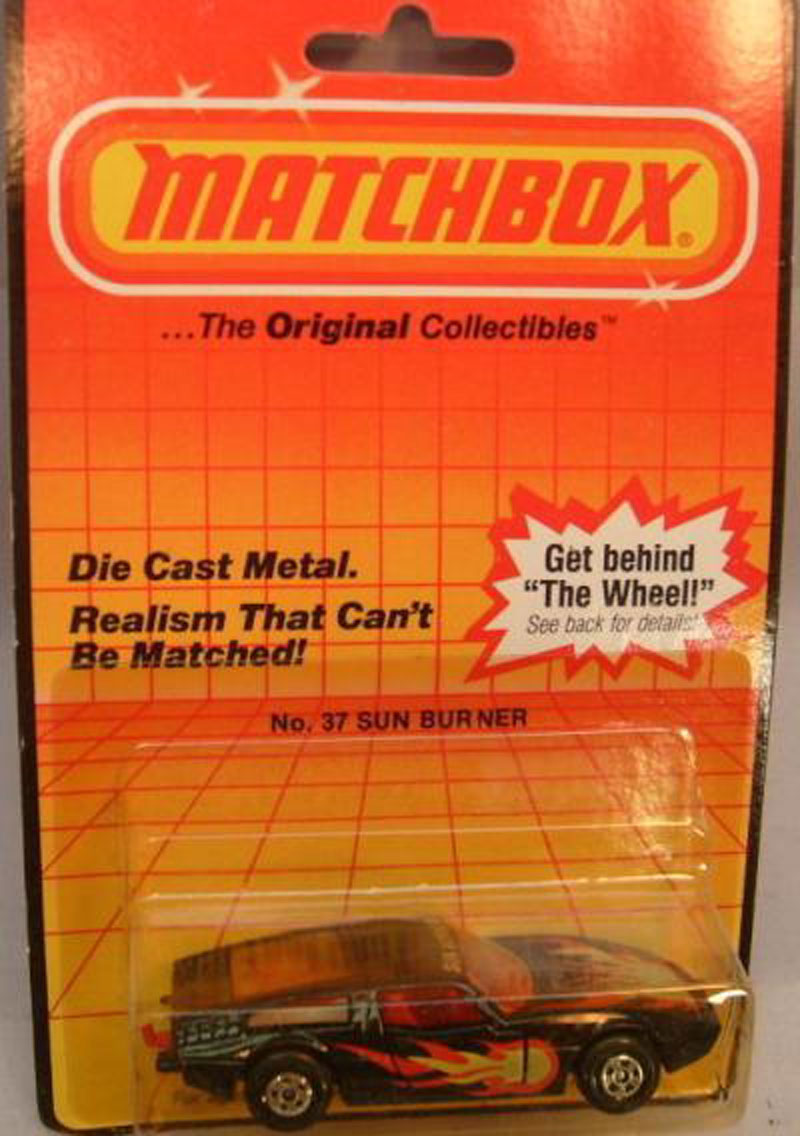 MATCHBOX®
...The Original Collectibles™
Die Cast Metal.
Realism That Can't
Be Matched!
Get behind
"The Wheel!"
See back for details!
No. 37 SUN BURNER